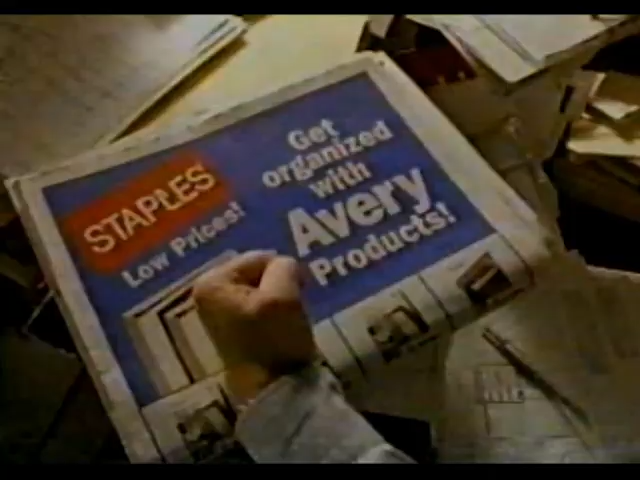 STAPLES
Low Prices!
Get
organized
with
Avery
Products!